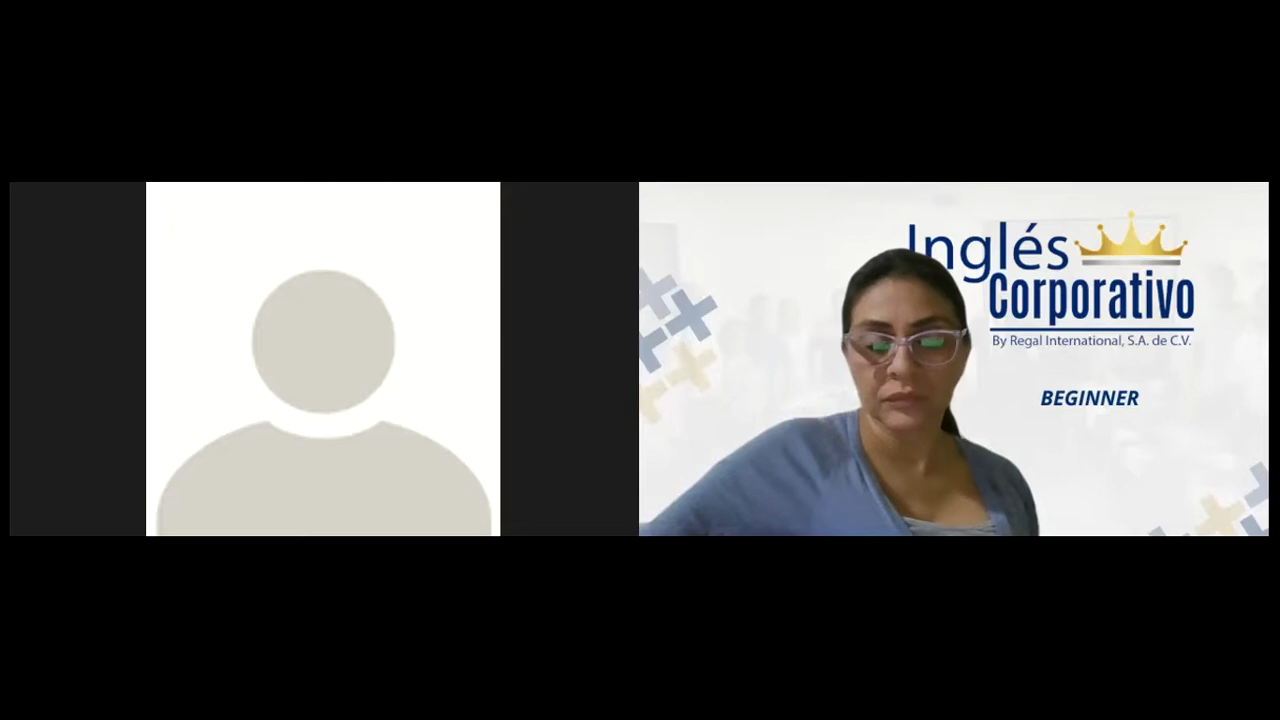 Inglés
Corporativo
By Regal International, S.A. de C.V.
BEGINNER